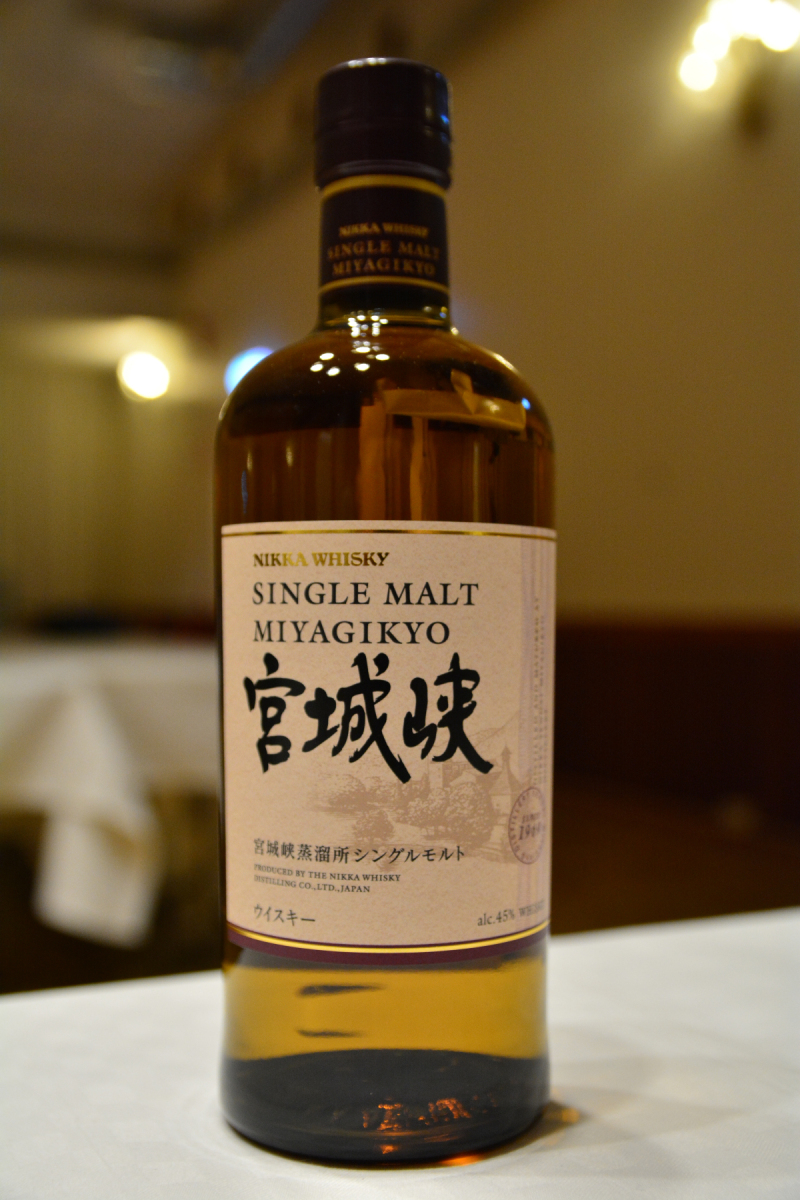 NIKKA WHISKY
SINGLE MALT
MIYAGIKYO
NIKKA WHISKY
SINGLE MALT
MIYAGIKYO
宮城峡
1969
宮城峡蒸溜所シングルモルト
PRODUCED BY THE NIKKA WHISKY
DISTILLING CO.,LTD.,JAPAN
ウイスキー
alc.45% WHISKY